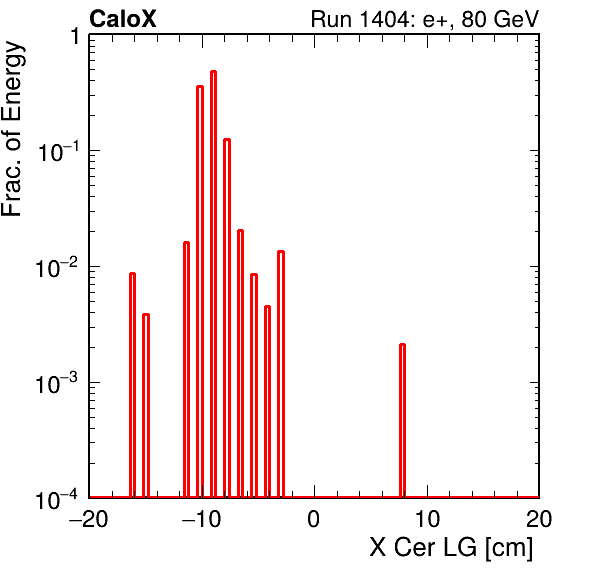 CaloX Run 1404: e+, 80 GeV
Frac. of Energy
1
10⁻¹
10⁻²
10⁻³
10⁻⁴
−20 −10 0 10 20
X Cer LG [cm]